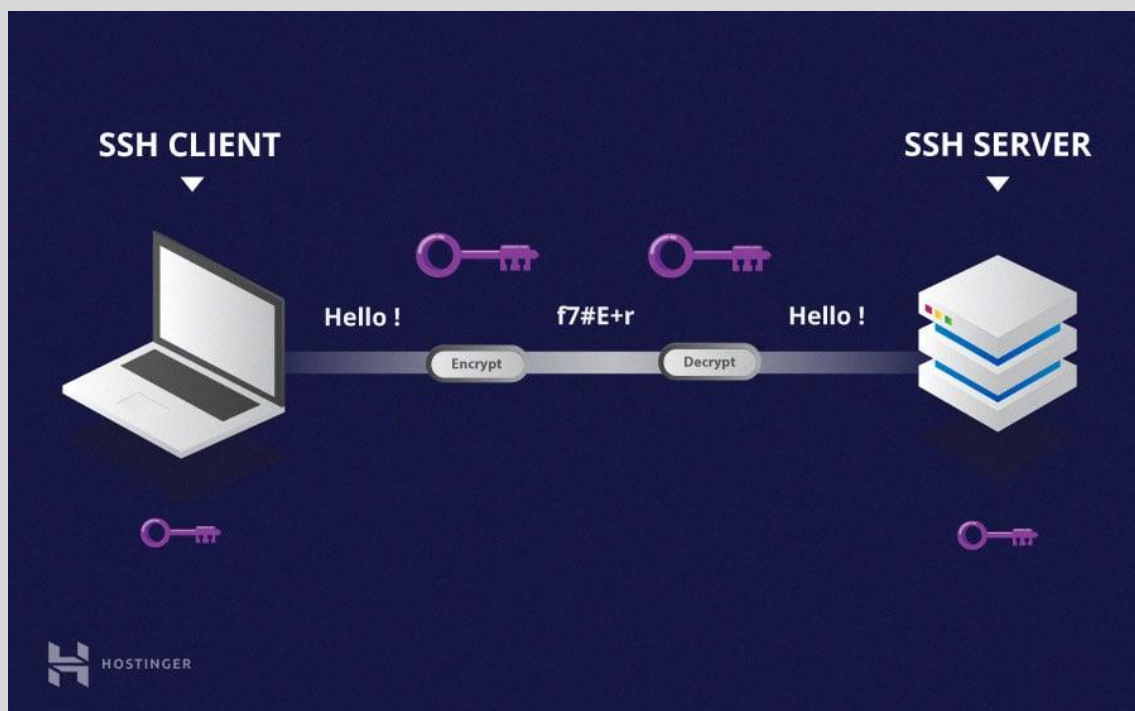 SSH CLIENT
SSH SERVER
Hello !
f7#E+r
Hello !
Encrypt
Decrypt
HOSTINGER